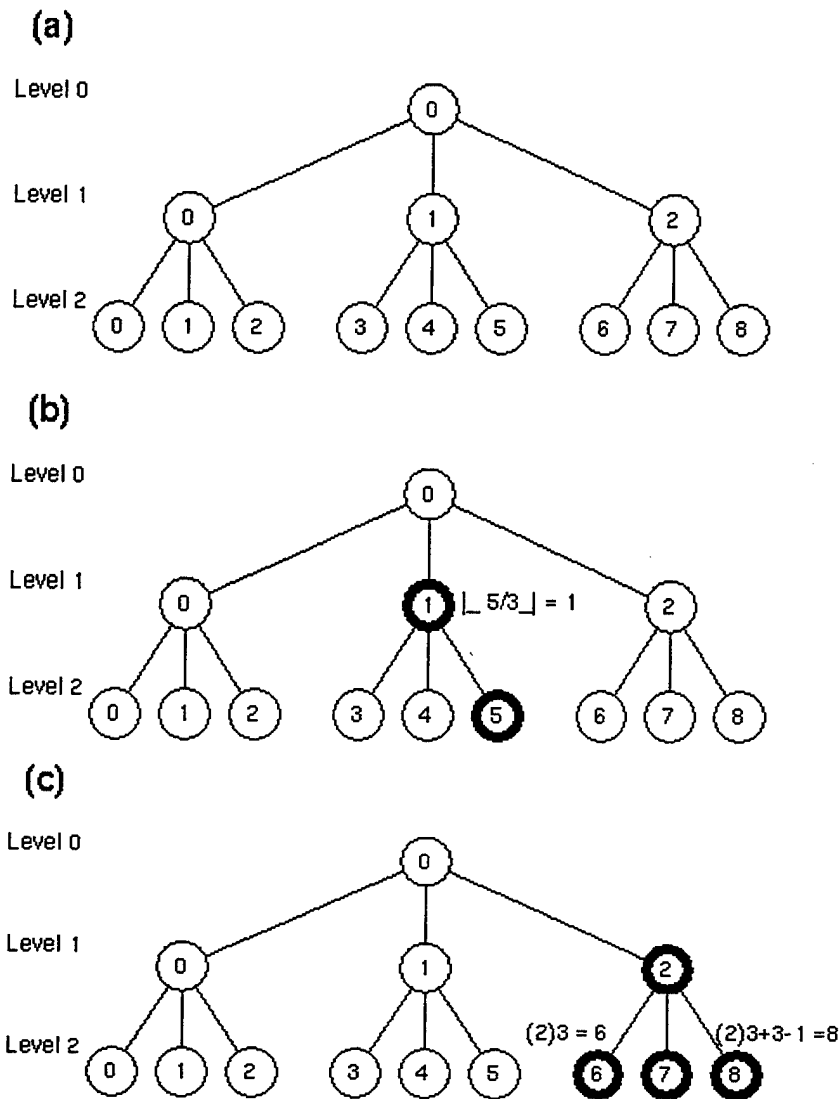 (a)
Level 0
0
Level 1
0 1 2
Level 2
0 1 2 3 4 5 6 7 8
(b)
Level 0
0
Level 1
0 1 |_ 5/3_| = 1 2
Level 2
0 1 2 3 4 5 6 7 8
(c)
Level 0
0
Level 1
0 1 2
(2)3 = 6 (2)3+3-1 =8
Level 2
0 1 2 3 4 5 6 7 8